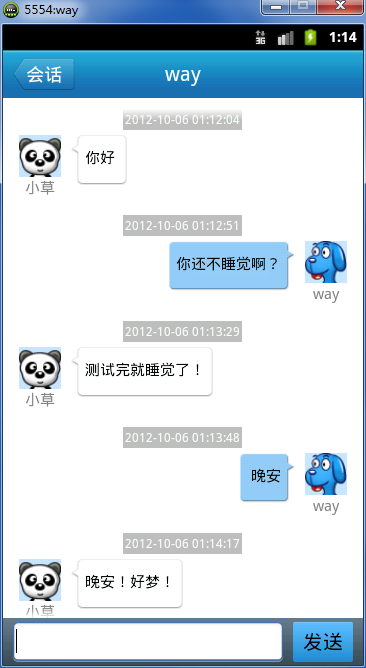 5554:way
3G
1:14
会话
way
2012-10-06 01:12:04
你好
小草
2012-10-06 01:12:51
你还不睡觉啊？
way
2012-10-06 01:13:29
测试完就睡觉了！
小草
2012-10-06 01:13:48
晚安
way
2012-10-06 01:14:17
晚安！好梦！
小草
发送